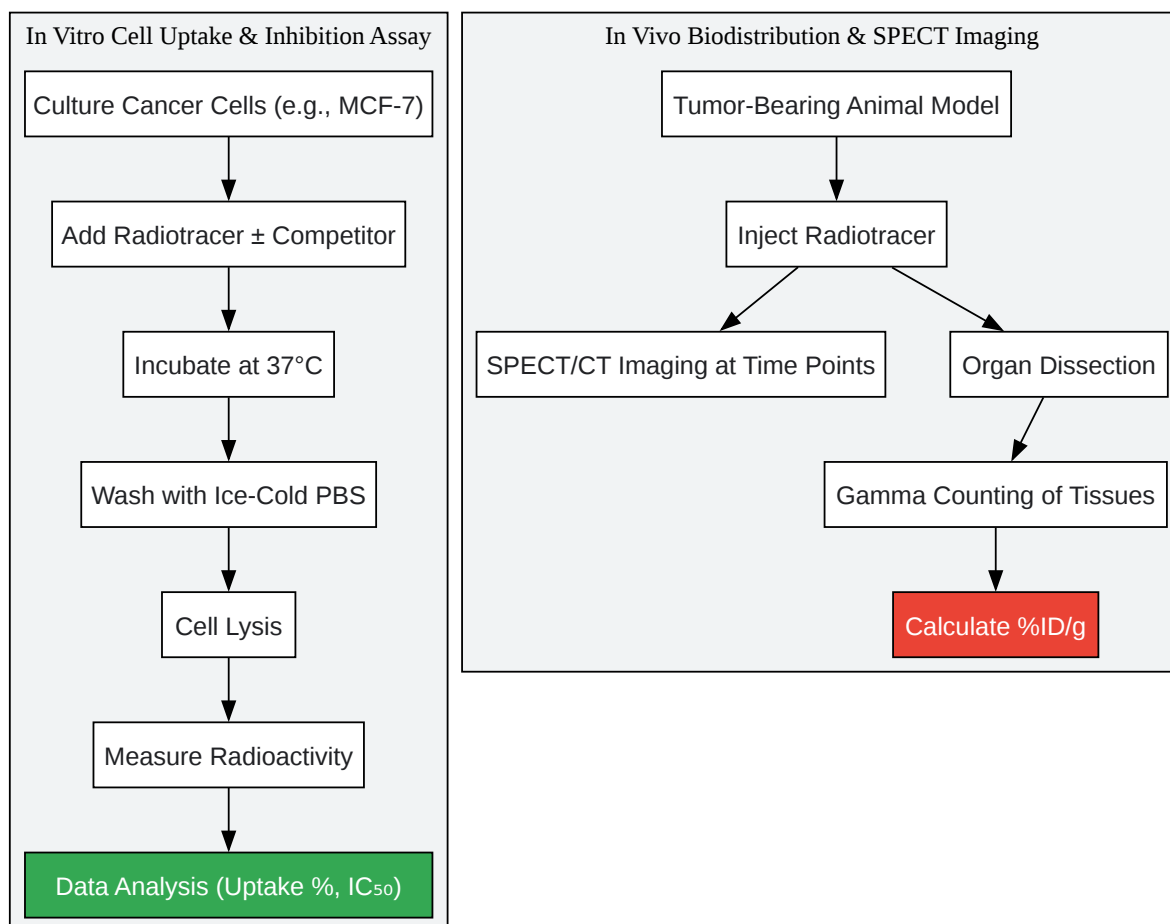 In Vitro Cell Uptake & Inhibition Assay
Culture Cancer Cells (e.g., MCF-7)
Add Radiotracer ± Competitor
Incubate at 37°C
Wash with Ice-Cold PBS
Cell Lysis
Measure Radioactivity
Data Analysis (Uptake %, IC₅₀)
In Vivo Biodistribution & SPECT Imaging
Tumor-Bearing Animal Model
Inject Radiotracer
SPECT/CT Imaging at Time Points
Organ Dissection
Gamma Counting of Tissues
Calculate %ID/g